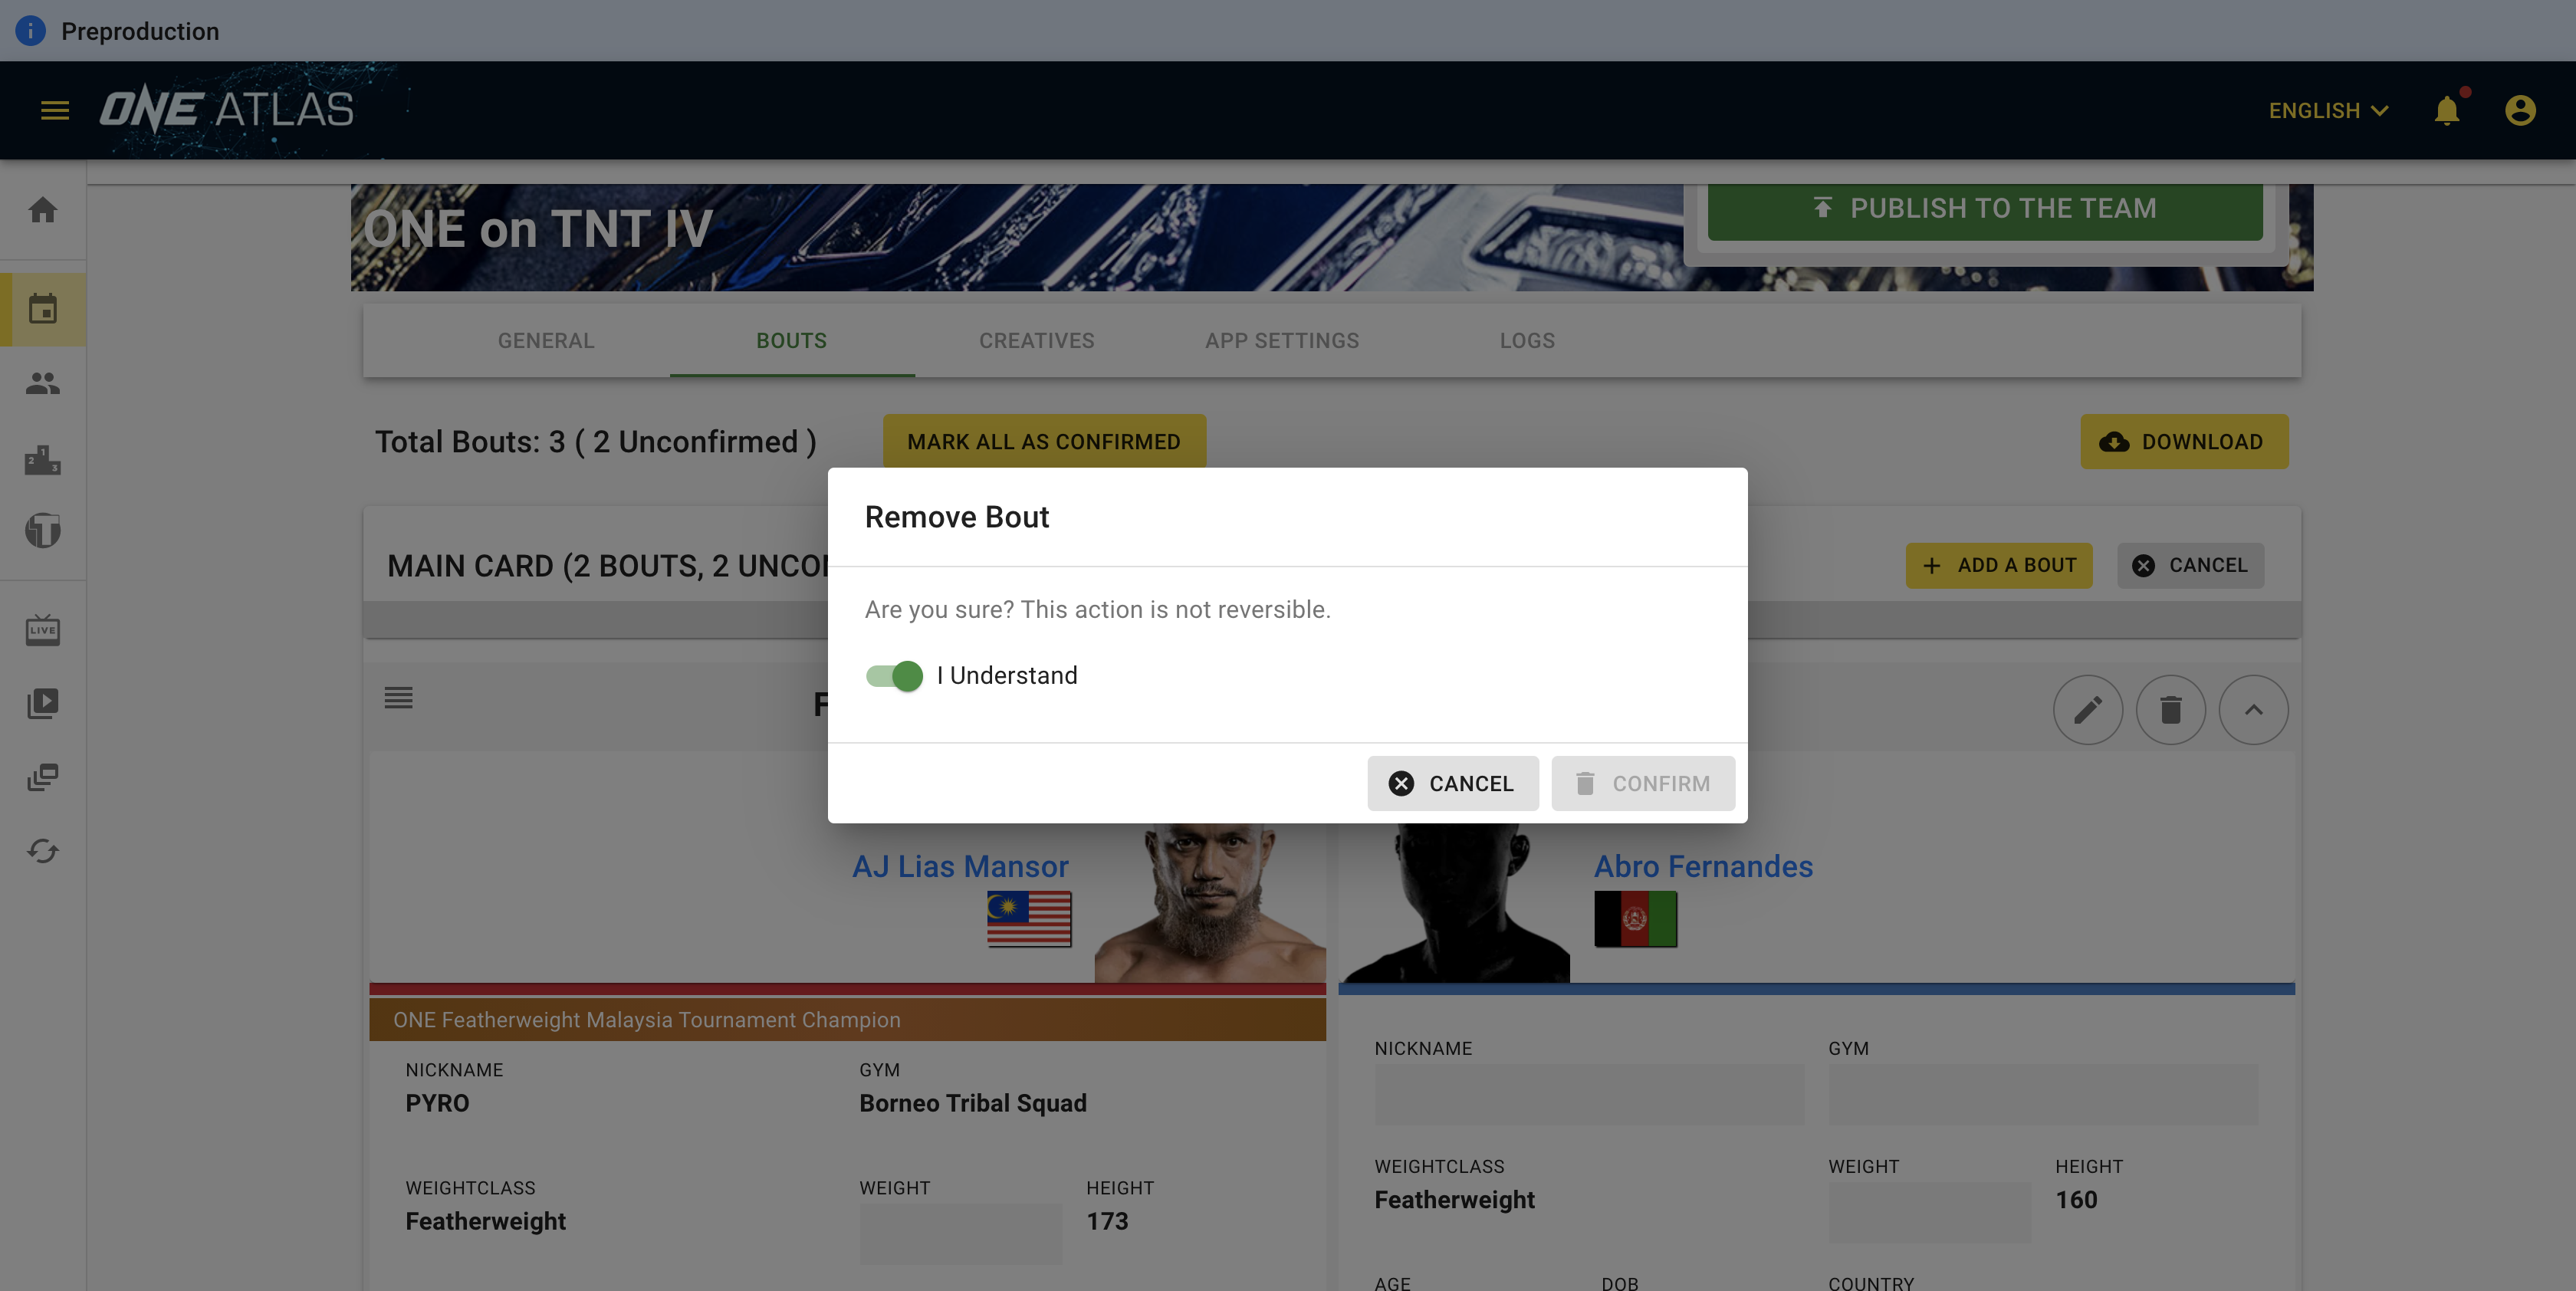 Preproduction
ONE ATLAS
ENGLISH
ONE on TNT IV
PUBLISH TO THE TEAM
GENERAL
BOUTS
CREATIVES
APP SETTINGS
LOGS
Total Bouts: 3 ( 2 Unconfirmed )
MARK ALL AS CONFIRMED
DOWNLOAD
MAIN CARD (2 BOUTS, 2
ADD A BOUT
CANCEL
Remove Bout
Are you sure? This action is not reversible.
I Understand
CANCEL
CONFIRM
LIVE
AJ Lias Mansor
Abro Fernandes
ONE Featherweight Malaysia Tournament Champion
NICKNAME
PYRO
GYM
Borneo Tribal Squad
WEIGHTCLASS
Featherweight
WEIGHT
HEIGHT
173
NICKNAME
GYM
WEIGHTCLASS
Featherweight
WEIGHT
HEIGHT
160
AGE
DOB
COUNTRY